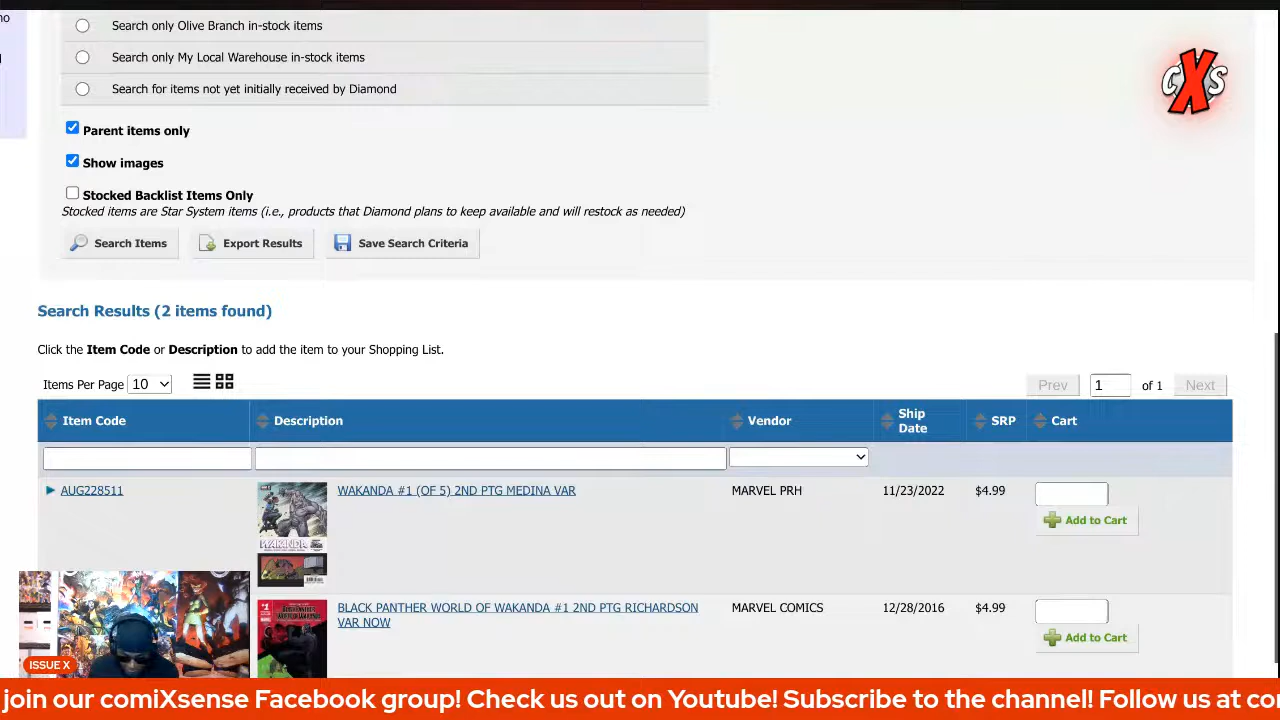 Search only Olive Branch in-stock items
Search only My Local Warehouse in-stock items
Search for items not yet initially received by Diamond
cXs
Parent items only
Show images
Stocked Backlist Items Only
Stocked items are Star System items (i.e., products that Diamond plans to keep available and will restock as needed)
Search Items Export Results Save Search Criteria
Search Results (2 items found)
Click the Item Code or Description to add the item to your Shopping List.
Items Per Page 10 Prev 1 of 1 Next
Item Code Description Vendor Ship Date SRP Cart
AUG228511 WAKANDA #1 (OF 5) 2ND PTG MEDINA VAR MARVEL PRH 11/23/2022 $4.99
Add to Cart
WAKANDA
BLACK PANTHER WORLD OF WAKANDA #1 2ND PTG RICHARDSON MARVEL COMICS 12/28/2016 $4.99
VAR NOW
Add to Cart
ISSUE X
join our comiXsense Facebook group! Check us out on Youtube! Subscribe to the channel! Follow us at